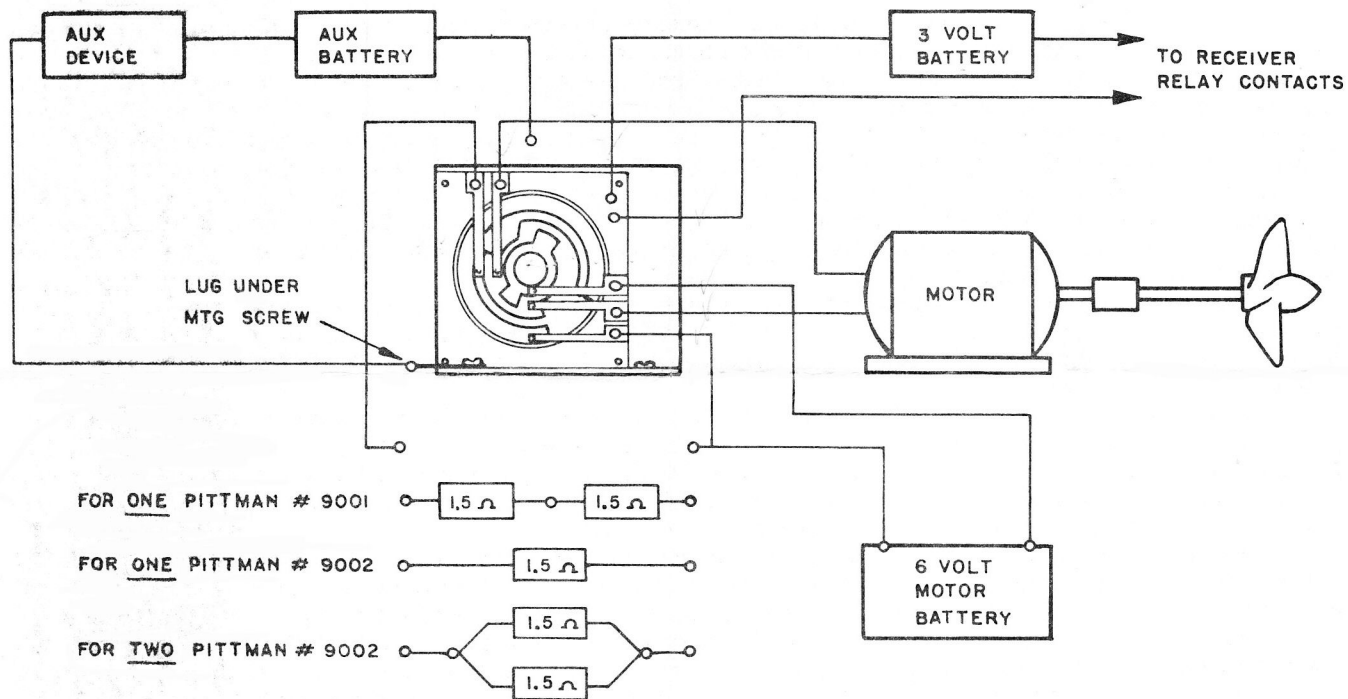 AUX
DEVICE
AUX
BATTERY
3 VOLT
BATTERY
TO RECEIVER
RELAY CONTACTS
LUG UNDER
MTG SCREW
MOTOR
FOR ONE PITTMAN # 9001
1.5 Ω
1.5 Ω
FOR ONE PITTMAN # 9002
1.5 Ω
FOR TWO PITTMAN # 9002
1.5 Ω
1.5 Ω
6 VOLT
MOTOR
BATTERY